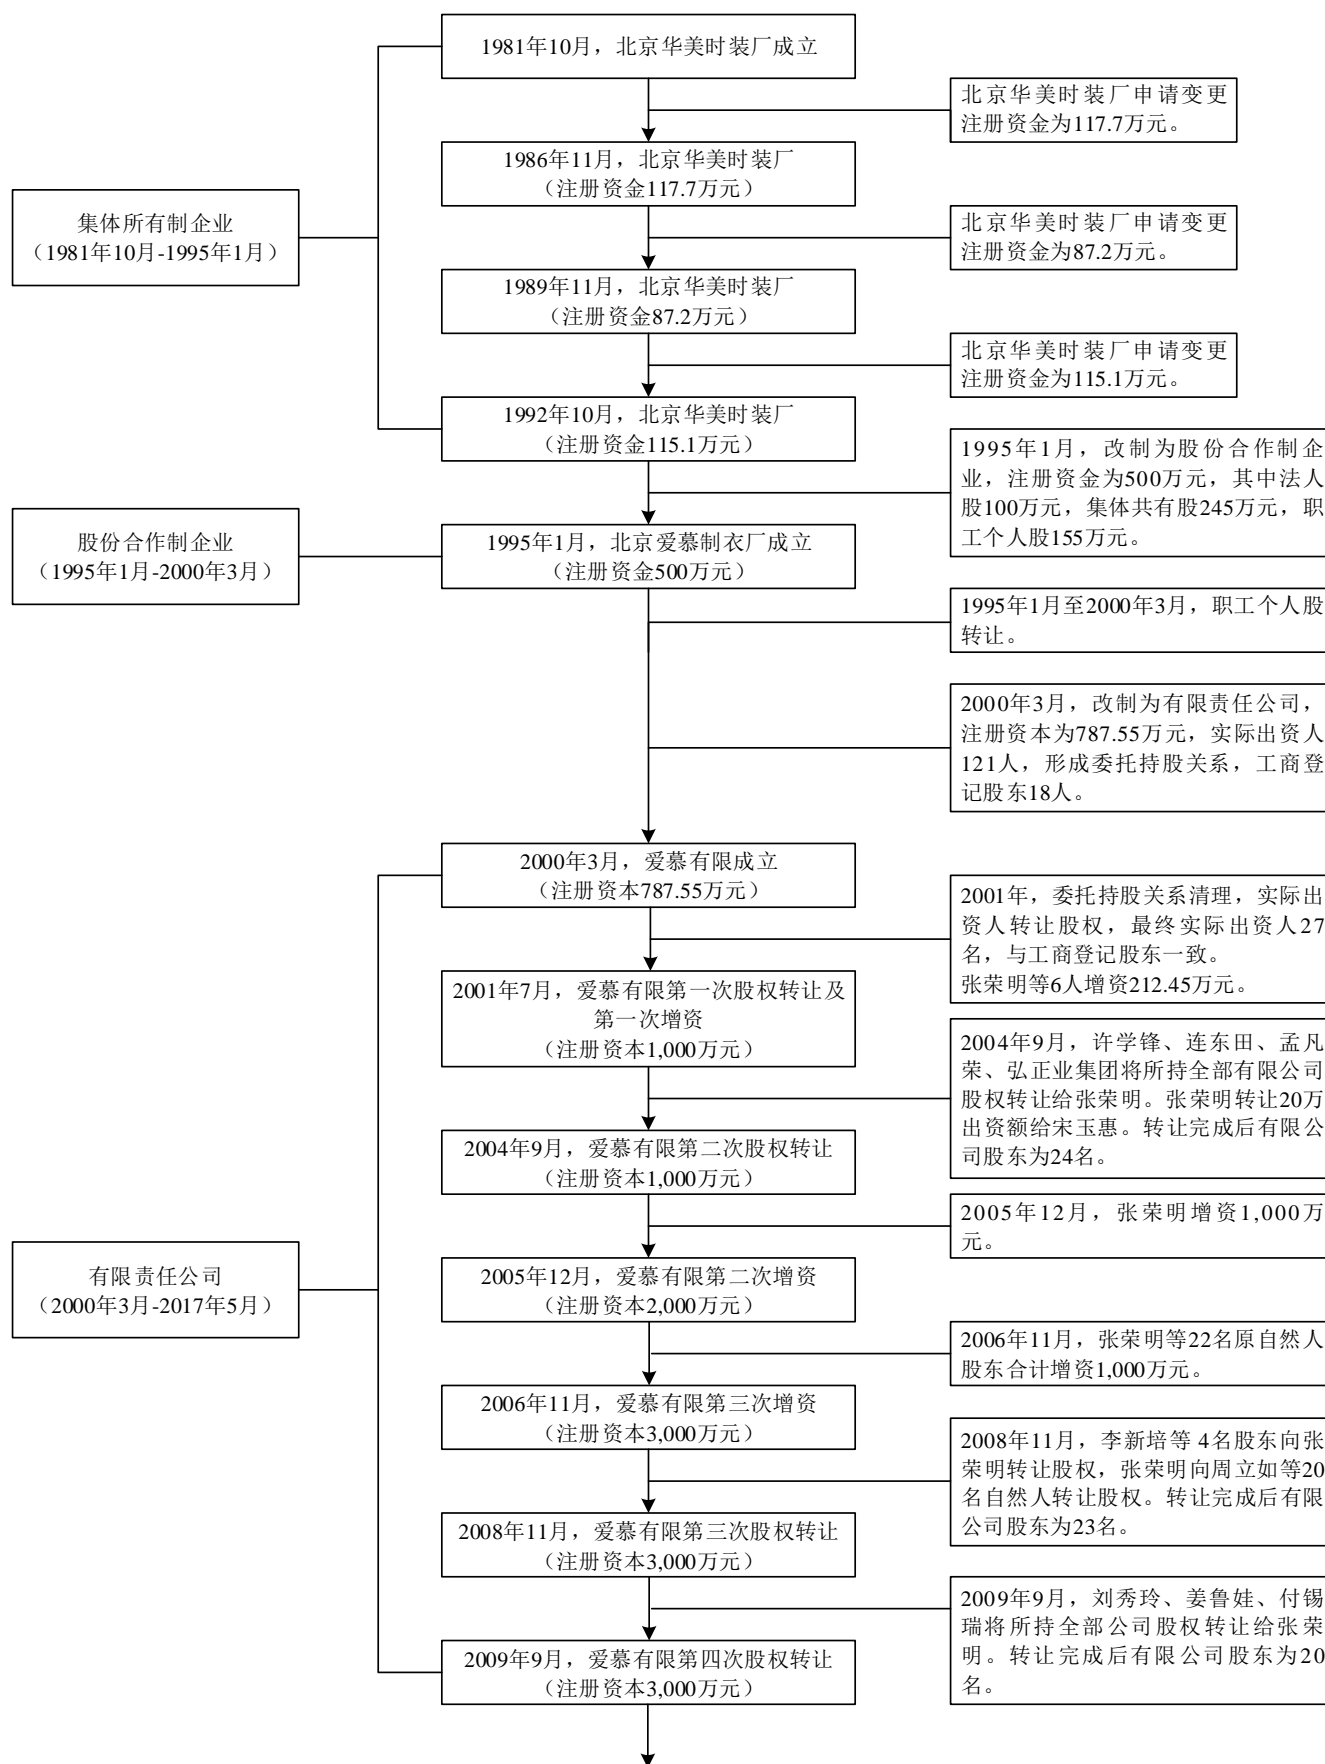 1981年10月，北京华美时装厂成立
北京华美时装厂申请变更
注册资金为117.7万元。
1986年11月，北京华美时装厂
（注册资金117.7万元）
集体所有制企业
（1981年10月-1995年1月）
北京华美时装厂申请变更
注册资金为87.2万元。
1989年11月，北京华美时装厂
（注册资金87.2万元）
北京华美时装厂申请变更
注册资金为115.1万元。
1992年10月，北京华美时装厂
（注册资金115.1万元）
1995年1月，改制为股份合作制企
业，注册资金为500万元，其中法人
股100万元，集体共有股245万元，职
工个人股155万元。
股份合作制企业
（1995年1月-2000年3月）
1995年1月，北京爱慕制衣厂成立
（注册资金500万元）
1995年1月至2000年3月，职工个人股
转让。
2000年3月，改制为有限责任公司，
注册资本为787.55万元，实际出资人
121人，形成委托持股关系，工商登
记股东18人。
2000年3月，爱慕有限成立
（注册资本787.55万元）
2001年，委托持股关系清理，实际出
资人转让股权，最终实际出资人27
名，与工商登记股东一致。
张荣明等6人增资212.45万元。
2001年7月，爱慕有限第一次股权转让及
第一次增资
（注册资本1,000万元）
2004年9月，许学锋、连东田、孟凡
荣、弘正业集团将所持全部有限公司
股权转让给张荣明。张荣明转让20万
出资额给宋玉惠。转让完成后有限公
司股东为24名。
2004年9月，爱慕有限第二次股权转让
（注册资本1,000万元）
2005年12月，张荣明增资1,000万
元。
有限责任公司
（2000年3月-2017年5月）
2005年12月，爱慕有限第二次增资
（注册资本2,000万元）
2006年11月，张荣明等22名原自然人
股东合计增资1,000万元。
2006年11月，爱慕有限第三次增资
（注册资本3,000万元）
2008年11月，李新培等 4名股东向张
荣明转让股权，张荣明向周立如等20
名自然人转让股权。转让完成后有限
公司股东为23名。
2008年11月，爱慕有限第三次股权转让
（注册资本3,000万元）
2009年9月，刘秀玲、姜鲁娃、付锡
瑞将所持全部公司股权转让给张荣
明。转让完成后有限公司股东为20
名。
2009年9月，爱慕有限第四次股权转让
（注册资本3,000万元）